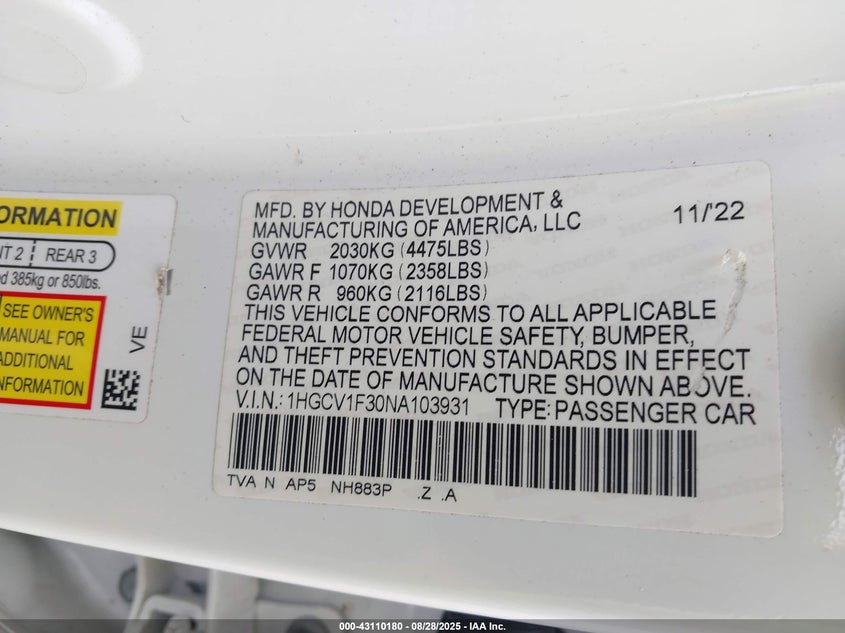 ORMATION
T 2 REAR 3
d 385kg or 850lbs.
SEE OWNER'S
MANUAL FOR
ADDITIONAL
INFORMATION
VE
MFD. BY HONDA DEVELOPMENT &
MANUFACTURING OF AMERICA, LLC 11/'22
GVWR 2030KG (4475LBS)
GAWR F 1070KG (2358LBS)
GAWR R 960KG (2116LBS)
THIS VEHICLE CONFORMS TO ALL APPLICABLE
FEDERAL MOTOR VEHICLE SAFETY, BUMPER,
AND THEFT PREVENTION STANDARDS IN EFFECT
ON THE DATE OF MANUFACTURE SHOWN ABOVE.
V.I.N.: 1HGCV1F30NA103931 TYPE: PASSENGER CAR
TVA N AP5 NH883P .Z .A
000-43110180 - 08/28/2025 - IAA Inc.